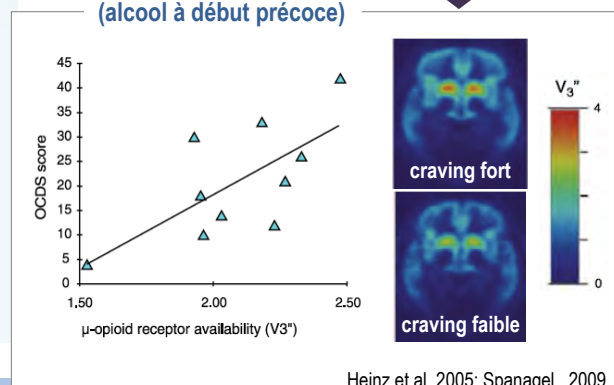 (alcool à début précoce)
45
40
35
30
25
20
15
10
5
0
OCDS score
1.50
2.00
2.50
μ-opioid receptor availability (V3")
craving fort
craving faible
V₃"
4
0
Heinz et al. 2005; Spanagel, 2009